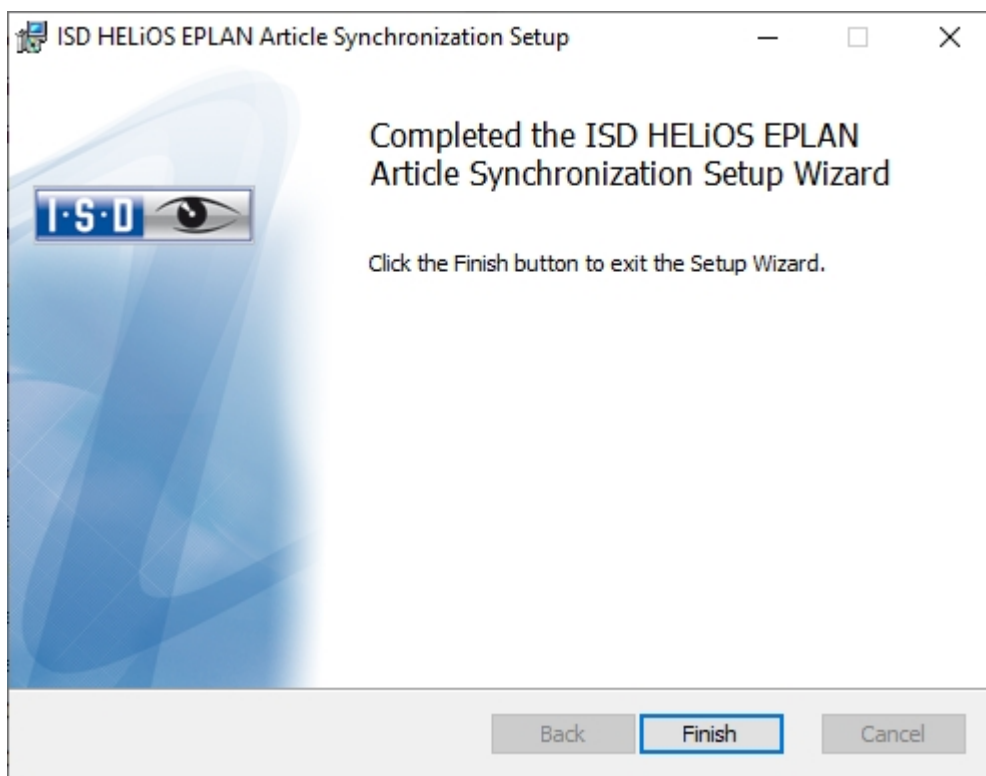 ISD HELiOS EPLAN Article Synchronization Setup
Completed the ISD HELiOS EPLAN
Article Synchronization Setup Wizard
I·S·D
Click the Finish button to exit the Setup Wizard.
Back Finish Cancel